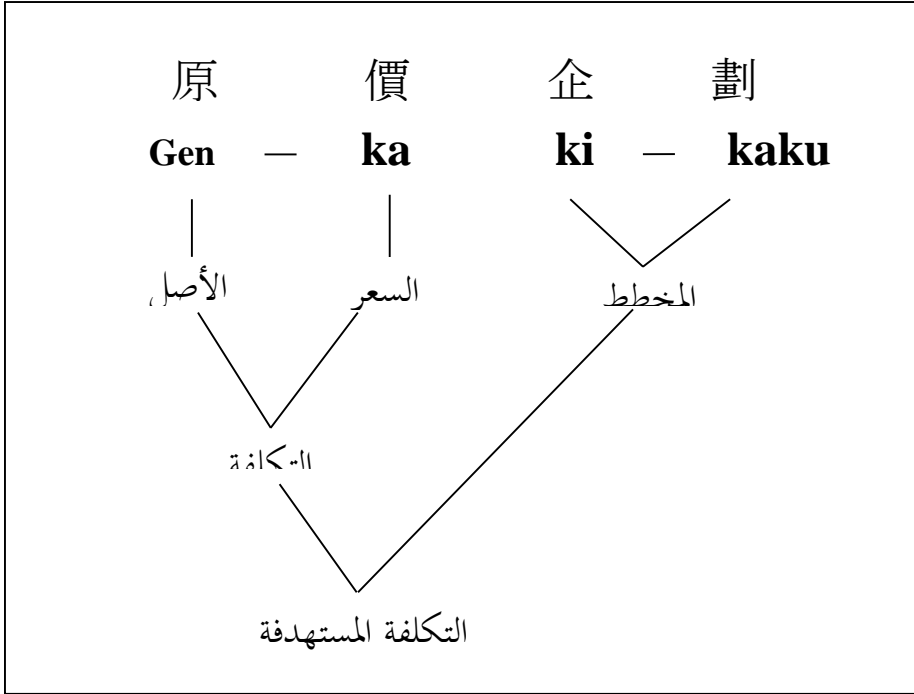 原 價 企 劃
Gen – ka ki – kaku
الأصل السعر المخطط
التكلفة
التكلفة المستهدفة